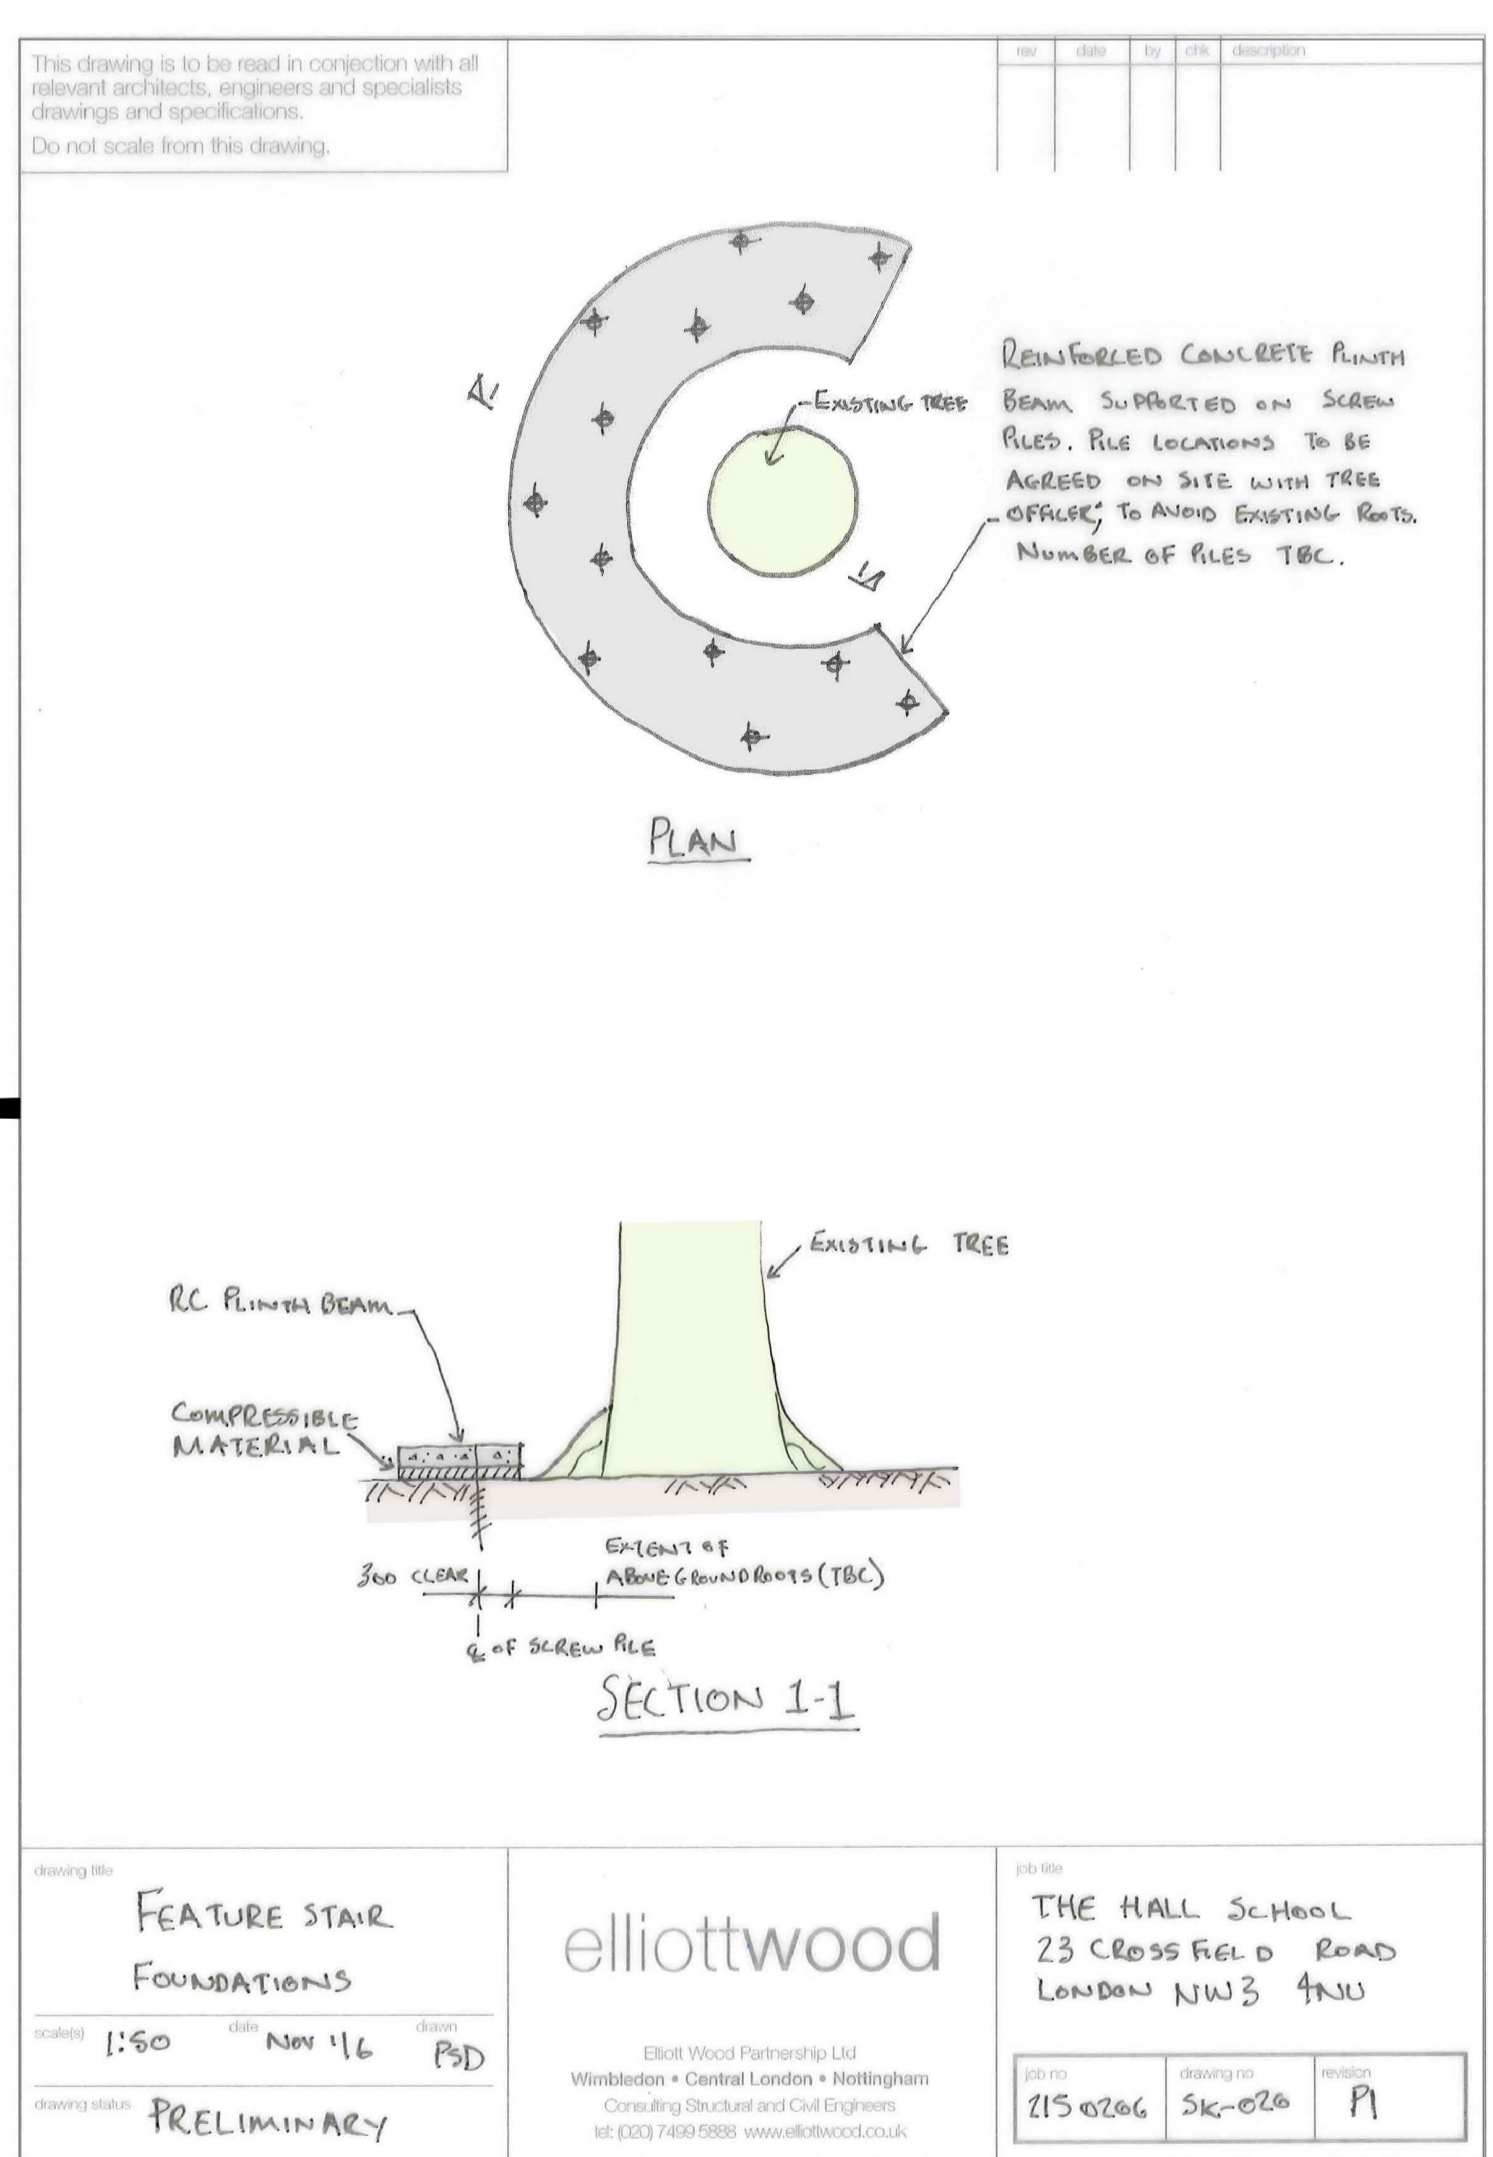 This drawing is to be read in conjection with all
relevant architects, engineers and specialists
drawings and specifications.
Do not scale from this drawing.
rev date by chk description
EXISTING TREE
REINFORCED CONCRETE PLINTH
BEAM SUPPORTED ON SCREW
PILES. PILE LOCATIONS TO BE
AGREED ON SITE WITH TREE
OFFICER, TO AVOID EXISTING ROOTS.
NUMBER OF PILES TBC.
1
1
PLAN
EXISTING TREE
RC PLINTH BEAM
COMPRESSIBLE
MATERIAL
300 CLEAR
EXTENT OF
ABOVE GROUND ROOTS (TBC)
℄ OF SCREW PILE
SECTION 1-1
drawing title
FEATURE STAIR
FOUNDATIONS
scale(s) 1:50 date NOV '16 drawn PSD
drawing status PRELIMINARY
elliottwood
Elliott Wood Partnership Ltd
Wimbledon • Central London • Nottingham
Consulting Structural and Civil Engineers
tel: (020) 7499 5888 www.elliottwood.co.uk
job title
THE HALL SCHOOL
23 CROSSFIELD ROAD
LONDON NW3 4NU
job no drawing no revision
2150266 SK-020 P1